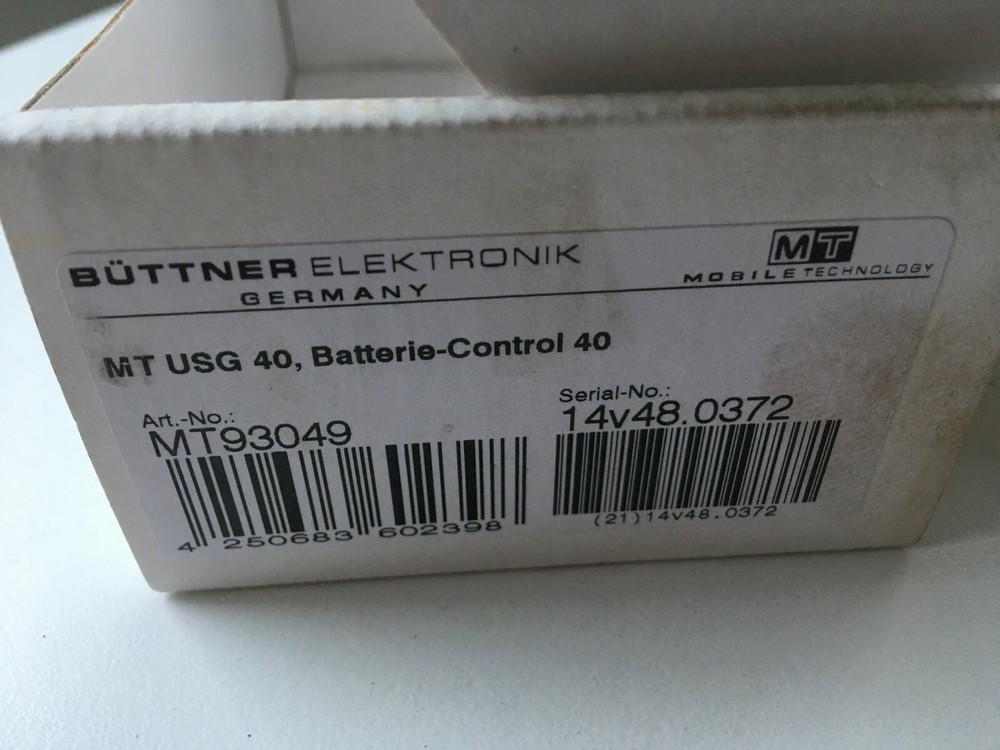 BÜTTNER ELEKTRONIK
GERMANY
MT
MOBILE TECHNOLOGY
MT USG 40, Batterie-Control 40
Art.-No.:
MT93049
4 250683 602398
Serial-No.:
14v48.0372
(21)14v48.0372